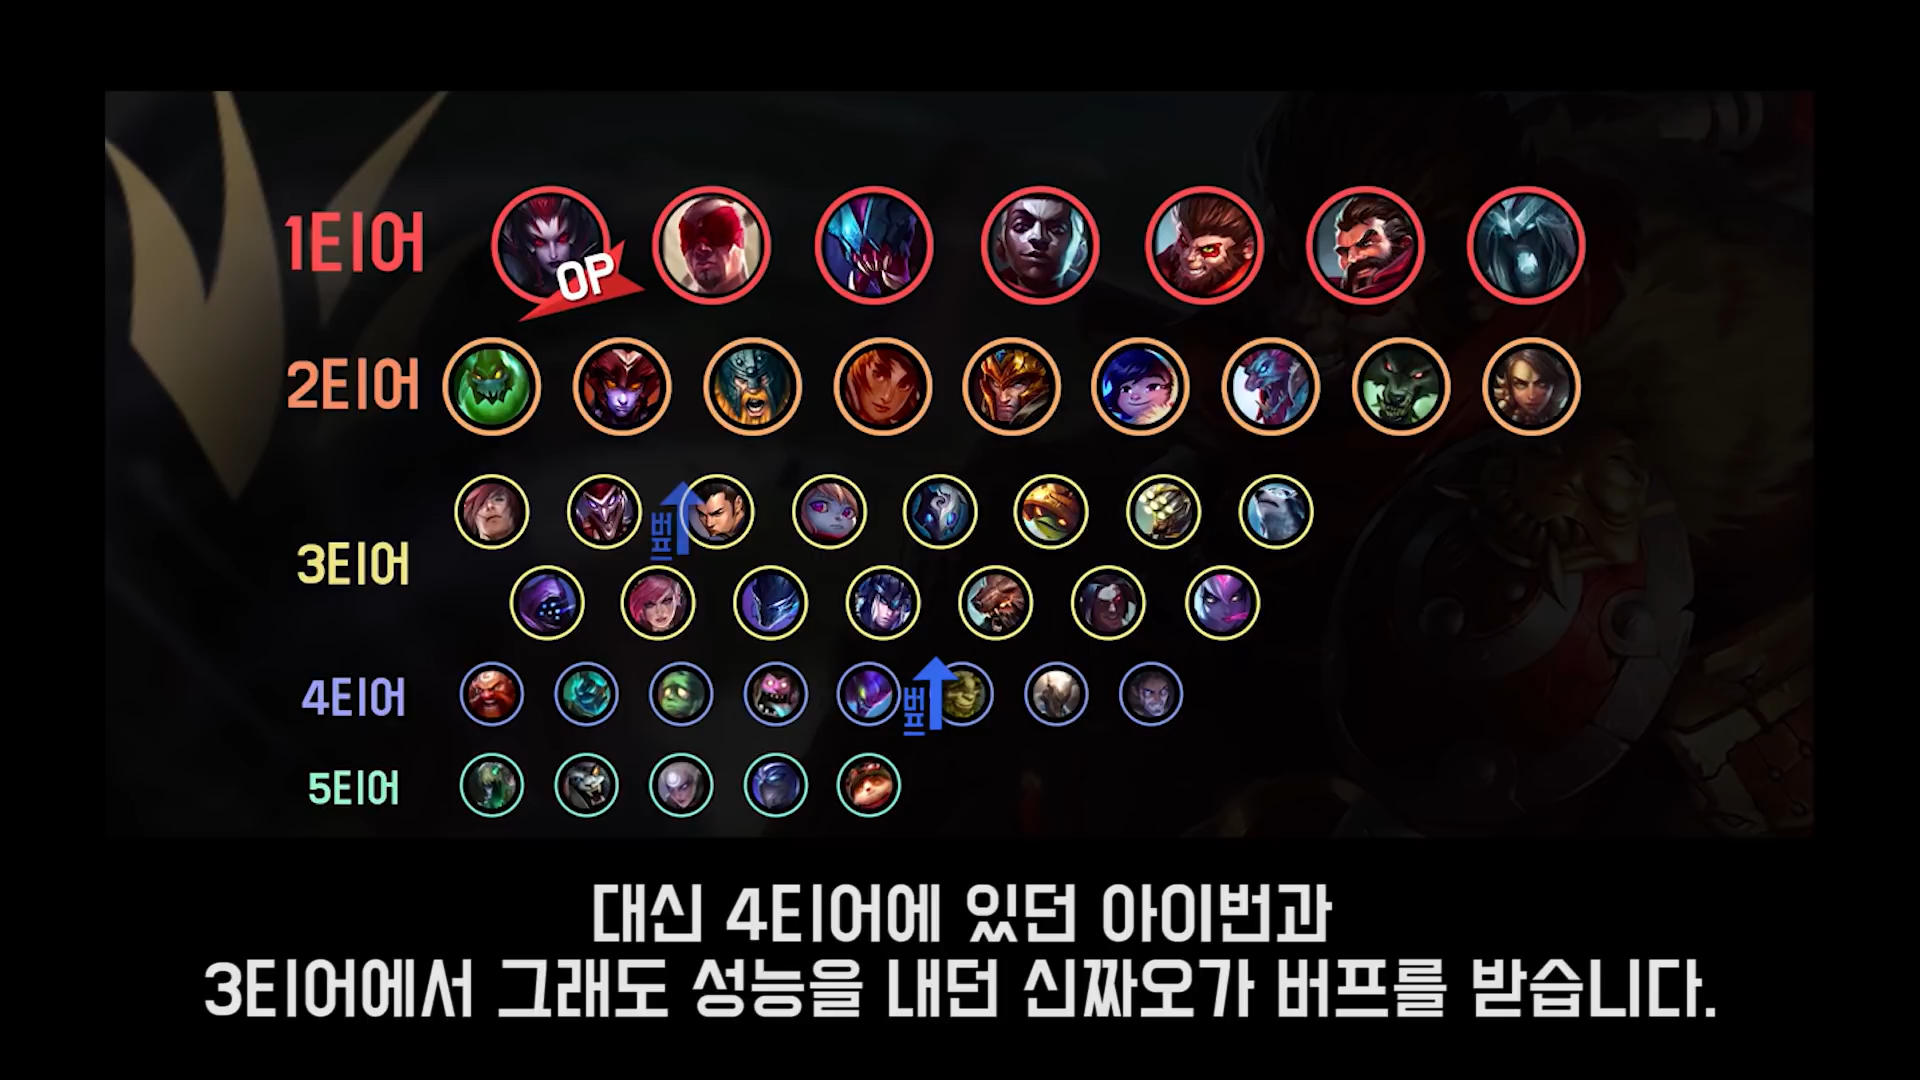 1티어
OP
2티어
3티어
버프
4티어
버프
5티어
대신 4티어에 있던 아이번과
3티어에서 그래도 성능을 내던 신짜오가 버프를 받습니다.